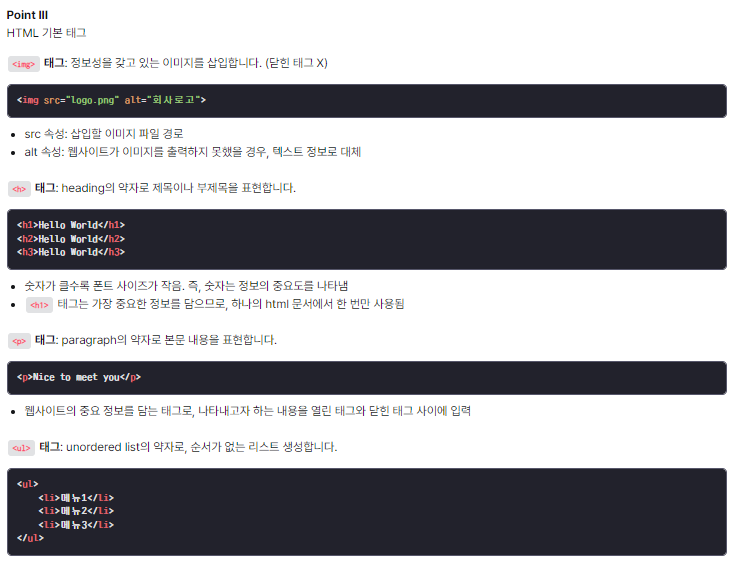 Point III
HTML 기본 태그
<img> 태그: 정보성을 갖고 있는 이미지를 삽입합니다. (닫힌 태그 X)
<img src="logo.png" alt="회사로고">
• src 속성: 삽입할 이미지 파일 경로
• alt 속성: 웹사이트가 이미지를 출력하지 못했을 경우, 텍스트 정보로 대체
<h> 태그: heading의 약자로 제목이나 부제목을 표현합니다.
<h1>Hello World</h1>
<h2>Hello World</h2>
<h3>Hello World</h3>
• 숫자가 클수록 폰트 사이즈가 작음. 즉, 숫자는 정보의 중요도를 나타냄
• <h1> 태그는 가장 중요한 정보를 담으므로, 하나의 html 문서에서 한 번만 사용됨
<p> 태그: paragraph의 약자로 본문 내용을 표현합니다.
<p>Nice to meet you</p>
• 웹사이트의 중요 정보를 담는 태그로, 나타내고자 하는 내용을 열린 태그와 닫힌 태그 사이에 입력
<ul> 태그: unordered list의 약자로, 순서가 없는 리스트 생성합니다.
<ul>
<li>메뉴1</li>
<li>메뉴2</li>
<li>메뉴3</li>
</ul>